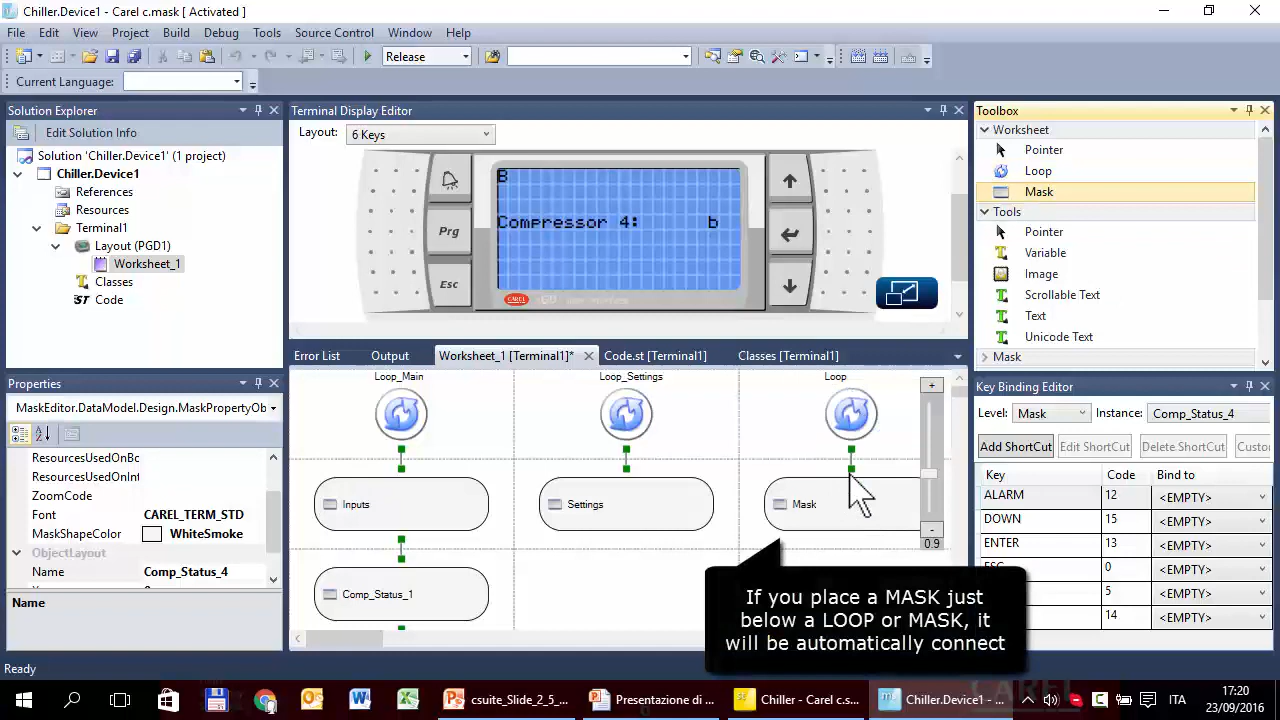 Chiller.Device1 - Carel c.mask [ Activated ]
File Edit View Project Build Debug Tools Source Control Window Help
Release
Current Language:
Solution Explorer
Edit Solution Info
Solution 'Chiller.Device1' (1 project)
Chiller.Device1
References
Resources
Terminal1
Layout (PGD1)
Worksheet_1
Classes
Code
Terminal Display Editor
Layout: 6 Keys
B
Compressor 4: b
Prg
Esc
CAREL
Toolbox
Worksheet
Pointer
Loop
Mask
Tools
Pointer
Variable
Image
Scrollable Text
Text
Unicode Text
Mask
Error List Output Worksheet_1 [Terminal1]* Code.st [Terminal1] Classes [Terminal1]
Loop_Main Loop_Settings Loop
Inputs Settings Mask
Comp_Status_1
+
-
0.9
If you place a MASK just
below a LOOP or MASK, it
will be automatically connect
Properties
MaskEditor.DataModel.Design.MaskPropertyOb
ResourcesUsedOnBc
ResourcesUsedOnInt
ZoomCode
Font CAREL_TERM_STD
MaskShapeColor WhiteSmoke
ObjectLayout
Name Comp_Status_4
Name
Key Binding Editor
Level: Mask Instance: Comp_Status_4
Add ShortCut Edit ShortCut Delete ShortCut Custo
Key Code Bind to
ALARM 12 <EMPTY>
DOWN 15 <EMPTY>
ENTER 13 <EMPTY>
0 <EMPTY>
5 <EMPTY>
14 <EMPTY>
Ready
csuite_Slide_2_5_... Presentazione di ... Chiller - Carel c.s... Chiller.Device1 - ...
ITA
17:20
23/09/2016